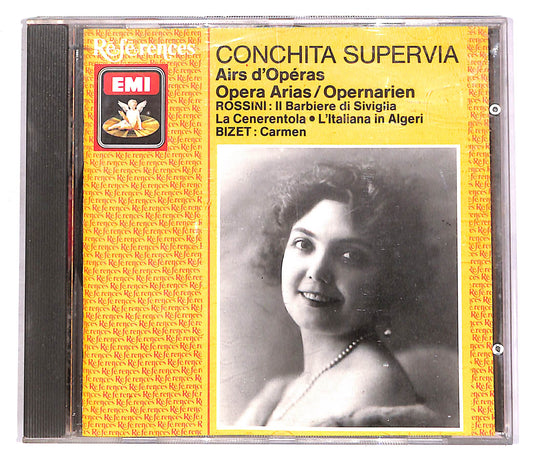 Références
EMI
CONCHITA SUPERVIA
Airs d'Opéras
Opera Arias / Opernarien
ROSSINI : Il Barbiere di Siviglia
La Cenerentola • L'Italiana in Algeri
BIZET : Carmen